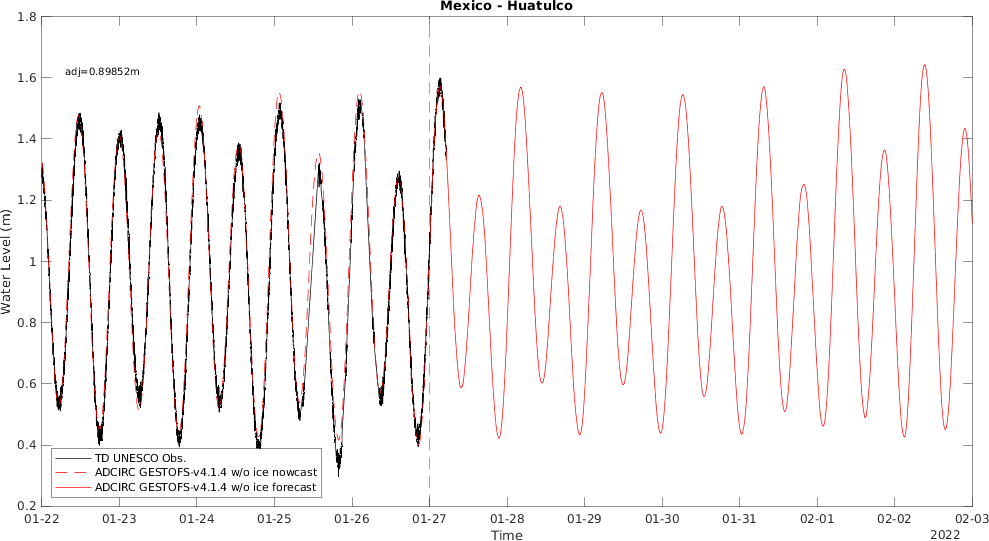 Mexico - Huatulco
1.8
1.6
1.4
1.2
1
0.8
0.6
0.4
0.2
Water Level (m)
adj=0.89852m
TD UNESCO Obs.
ADCIRC GESTOFS-v4.1.4 w/o ice nowcast
ADCIRC GESTOFS-v4.1.4 w/o ice forecast
01-22 01-23 01-24 01-25 01-26 01-27 01-28 01-29 01-30 01-31 02-01 02-02 02-03
Time
2022